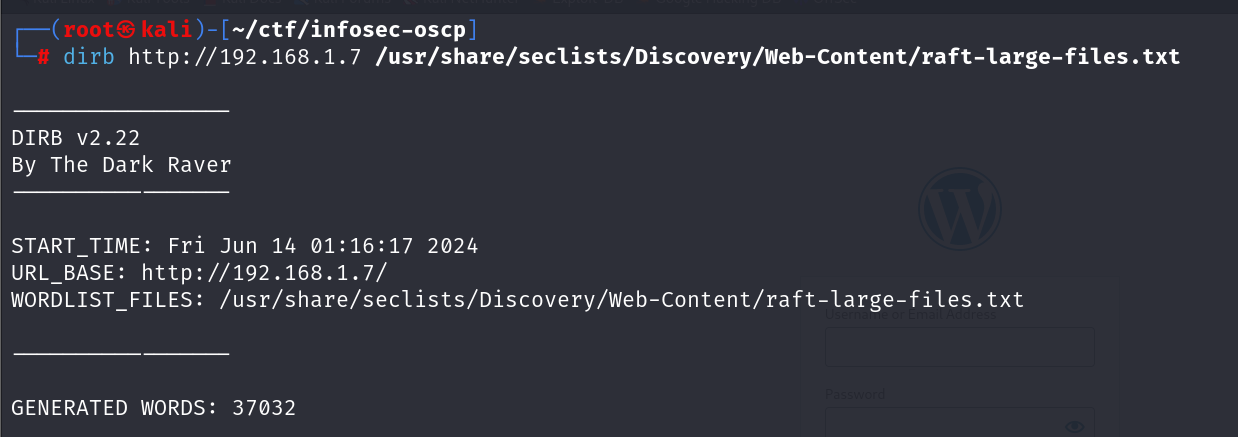 ┌──(root㉿kali)-[~/ctf/infosec-oscp]
└─# dirb http://192.168.1.7 /usr/share/seclists/Discovery/Web-Content/raft-large-files.txt
-----------------
DIRB v2.22
By The Dark Raver
-----------------
START_TIME: Fri Jun 14 01:16:17 2024
URL_BASE: http://192.168.1.7/
WORDLIST_FILES: /usr/share/seclists/Discovery/Web-Content/raft-large-files.txt
Username or Email Address
-----------------
Password
GENERATED WORDS: 37032